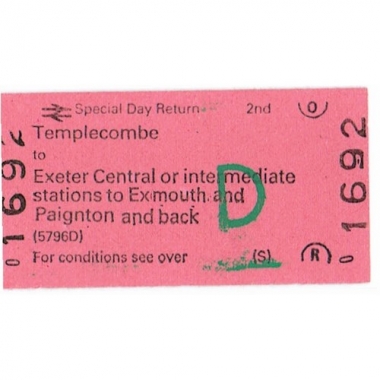 Special Day Return 2nd O
Templecombe
to
Exeter Central or intermediate
stations to Exmouth and
Paignton and back
(5796D)
For conditions see over (S) R
D
01692
01692